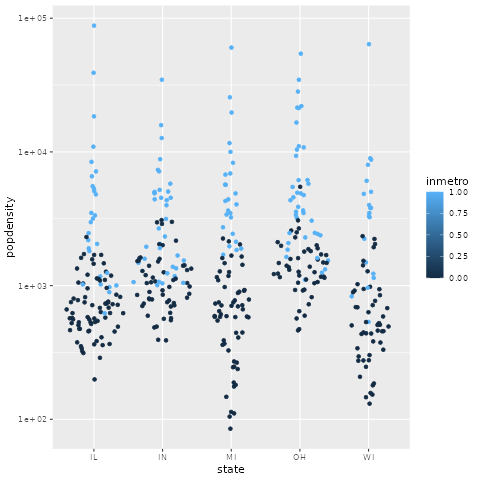 1e+05
1e+04
1e+03
1e+02
popdensity
IL
IN
MI
OH
WI
state
inmetro
1.00
0.75
0.50
0.25
0.00